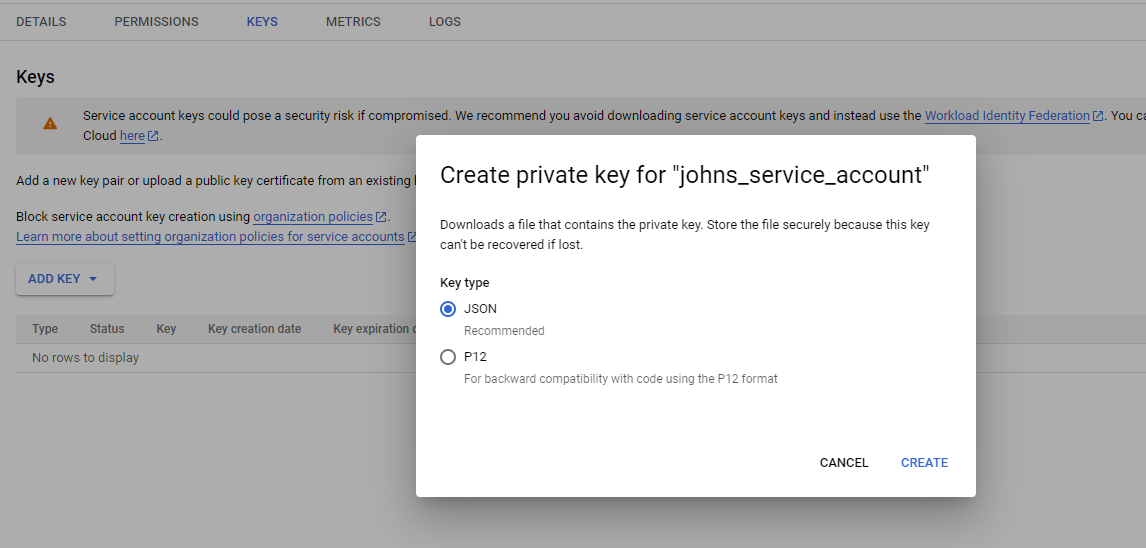 DETAILS PERMISSIONS KEYS METRICS LOGS
Keys
Service account keys could pose a security risk if compromised. We recommend you avoid downloading service account keys and instead use the Workload Identity Federation. You
Cloud here.
Add a new key pair or upload a public key certificate from an existing
Block service account key creation using organization policies.
Learn more about setting organization policies for service accounts
ADD KEY
Type Status Key Key creation date Key expiration
No rows to display
Create private key for "johns_service_account"
Downloads a file that contains the private key. Store the file securely because this key
can't be recovered if lost.
Key type
JSON
Recommended
P12
For backward compatibility with code using the P12 format
CANCEL CREATE